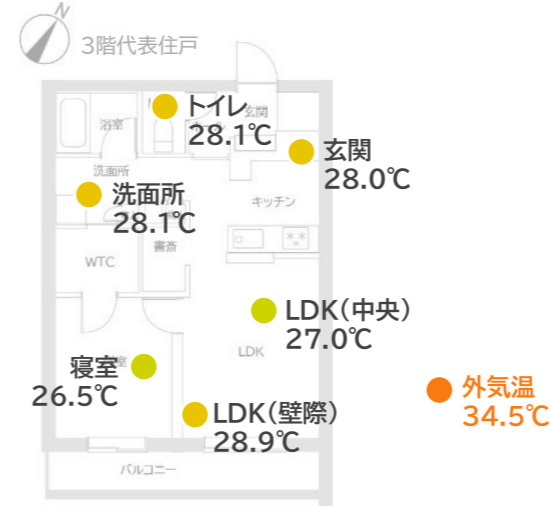 N
3階代表住戸
トイレ
28.1℃
玄関
浴室
玄関
28.0℃
洗面所
洗面所
28.1℃
キッチン
書斎
WTC
LDK(中央)
27.0℃
LDK
寝室
26.5℃
外気温
34.5℃
LDK(壁際)
28.9℃
バルコニー